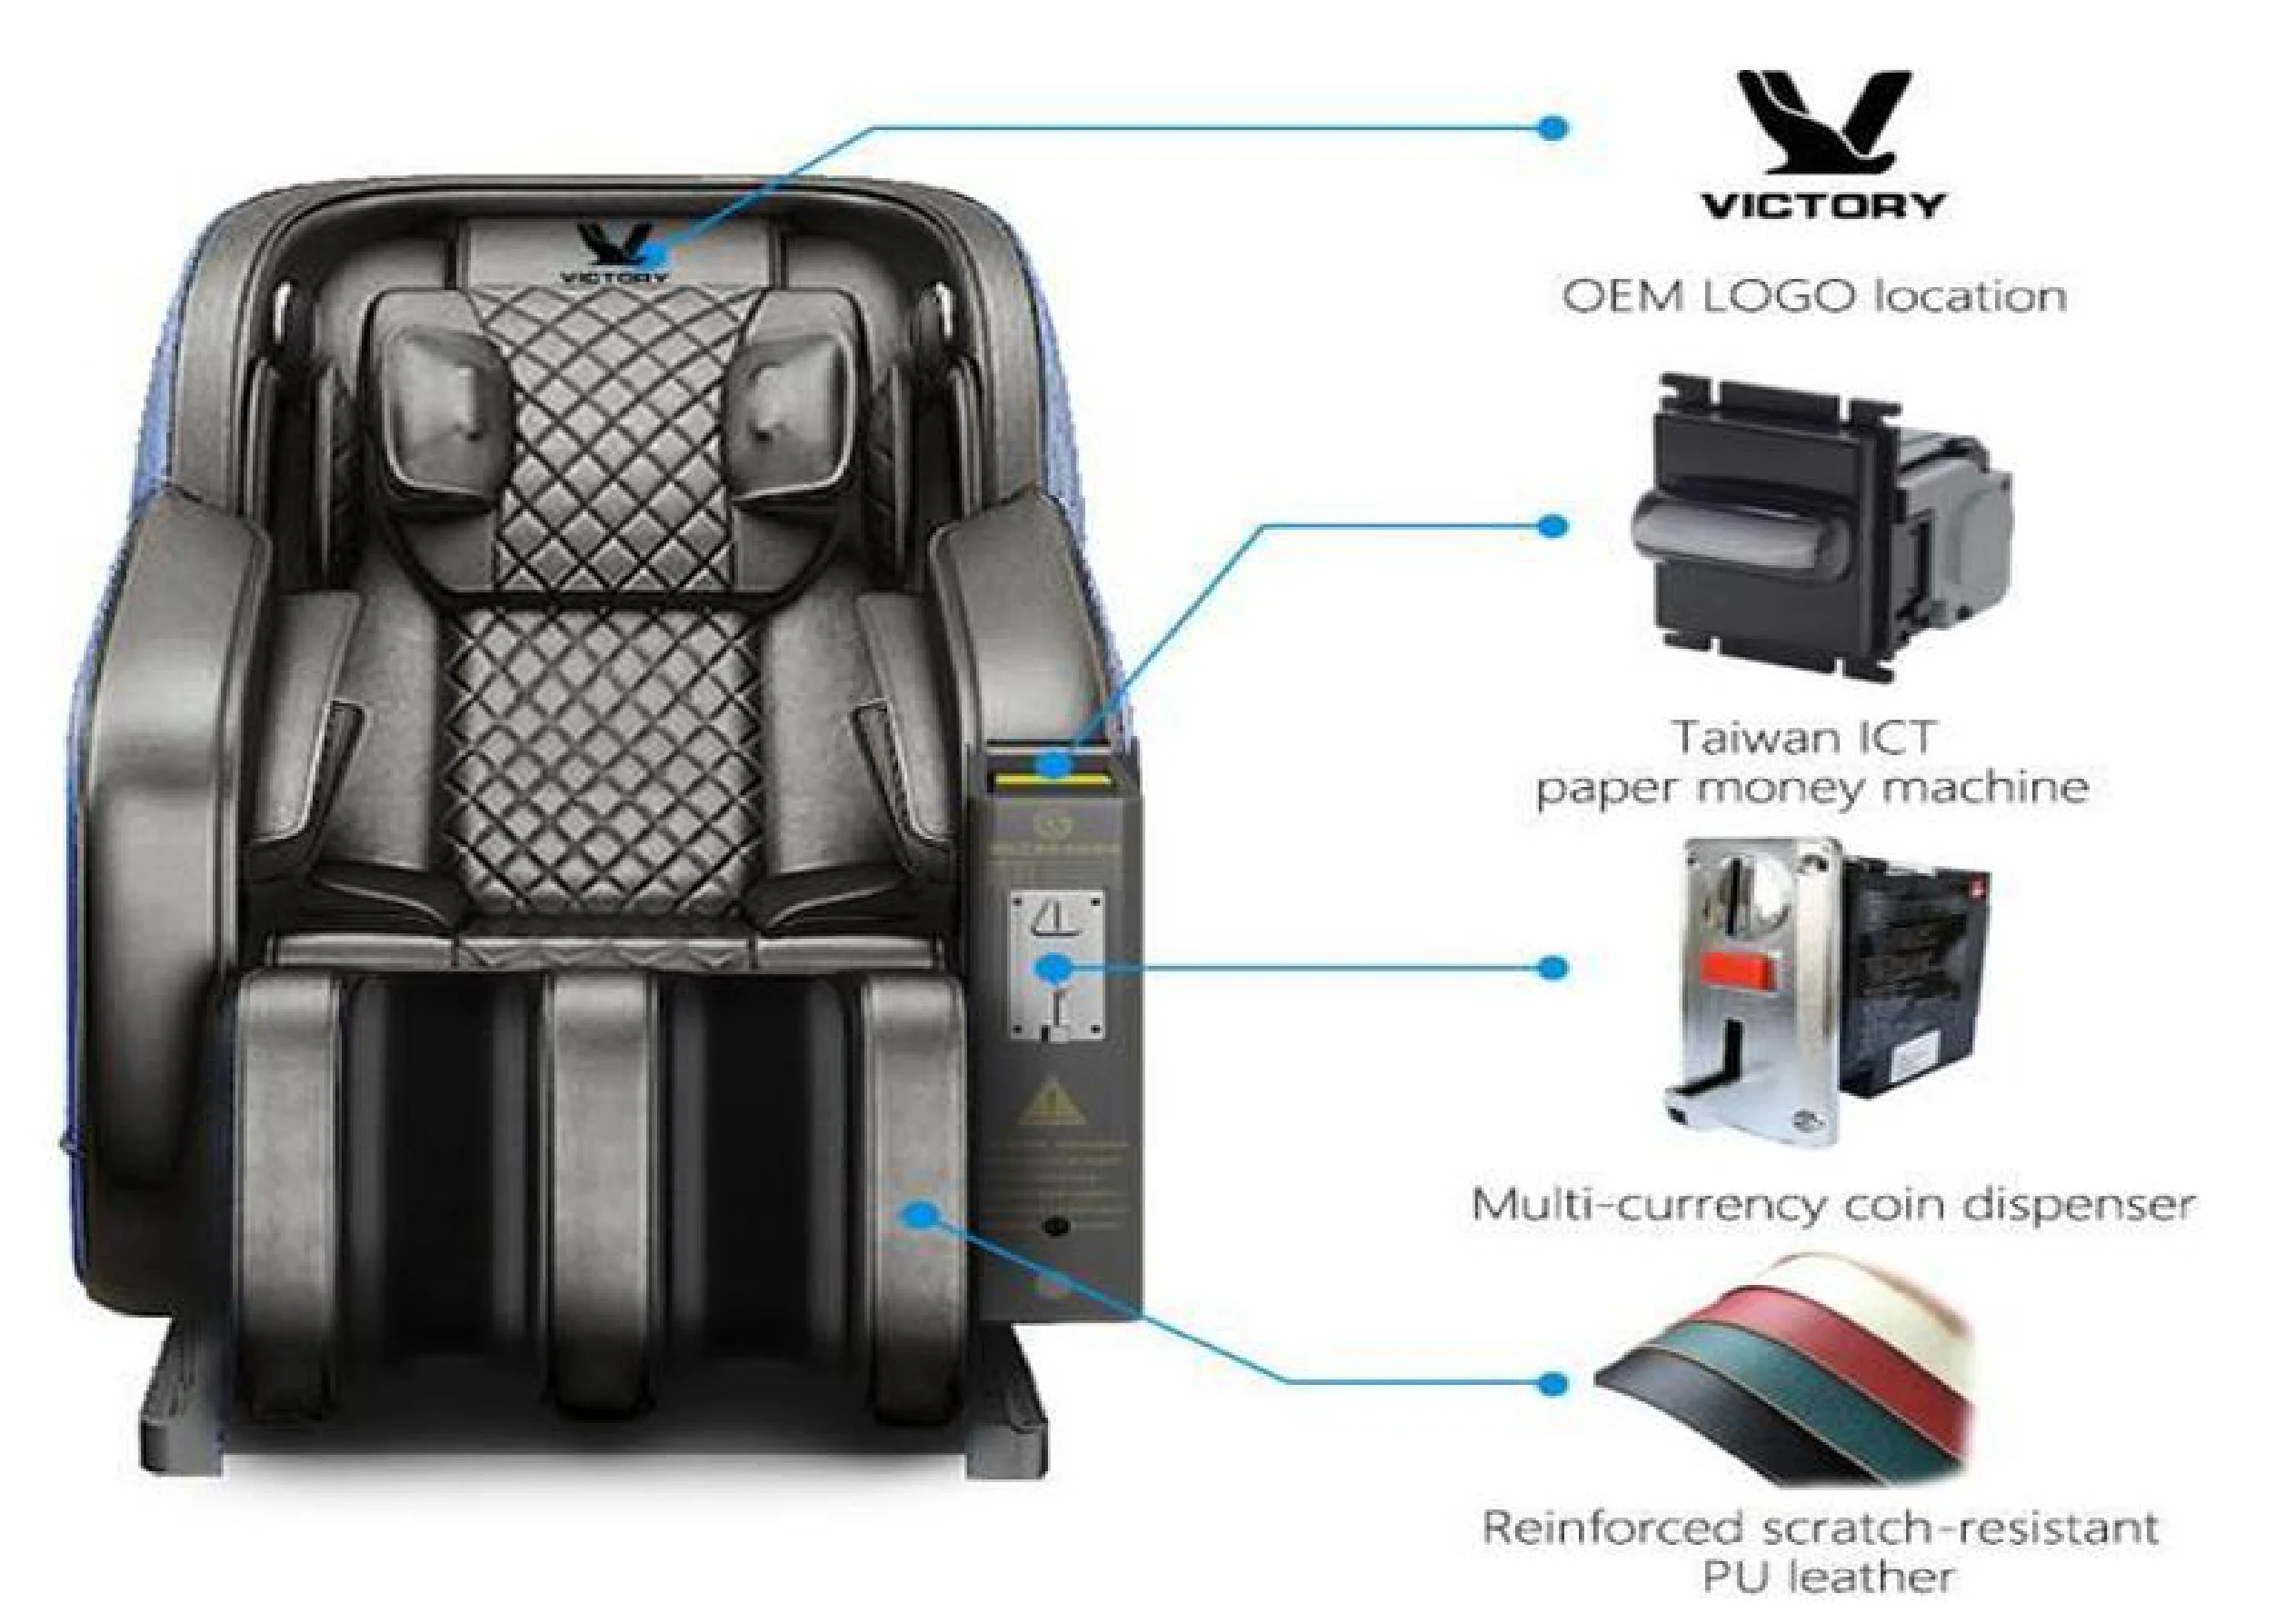 VICTORY
VICTORY
OEM LOGO location
Taiwan ICT
paper money machine
Multi-currency coin dispenser
Reinforced scratch-resistant
PU leather